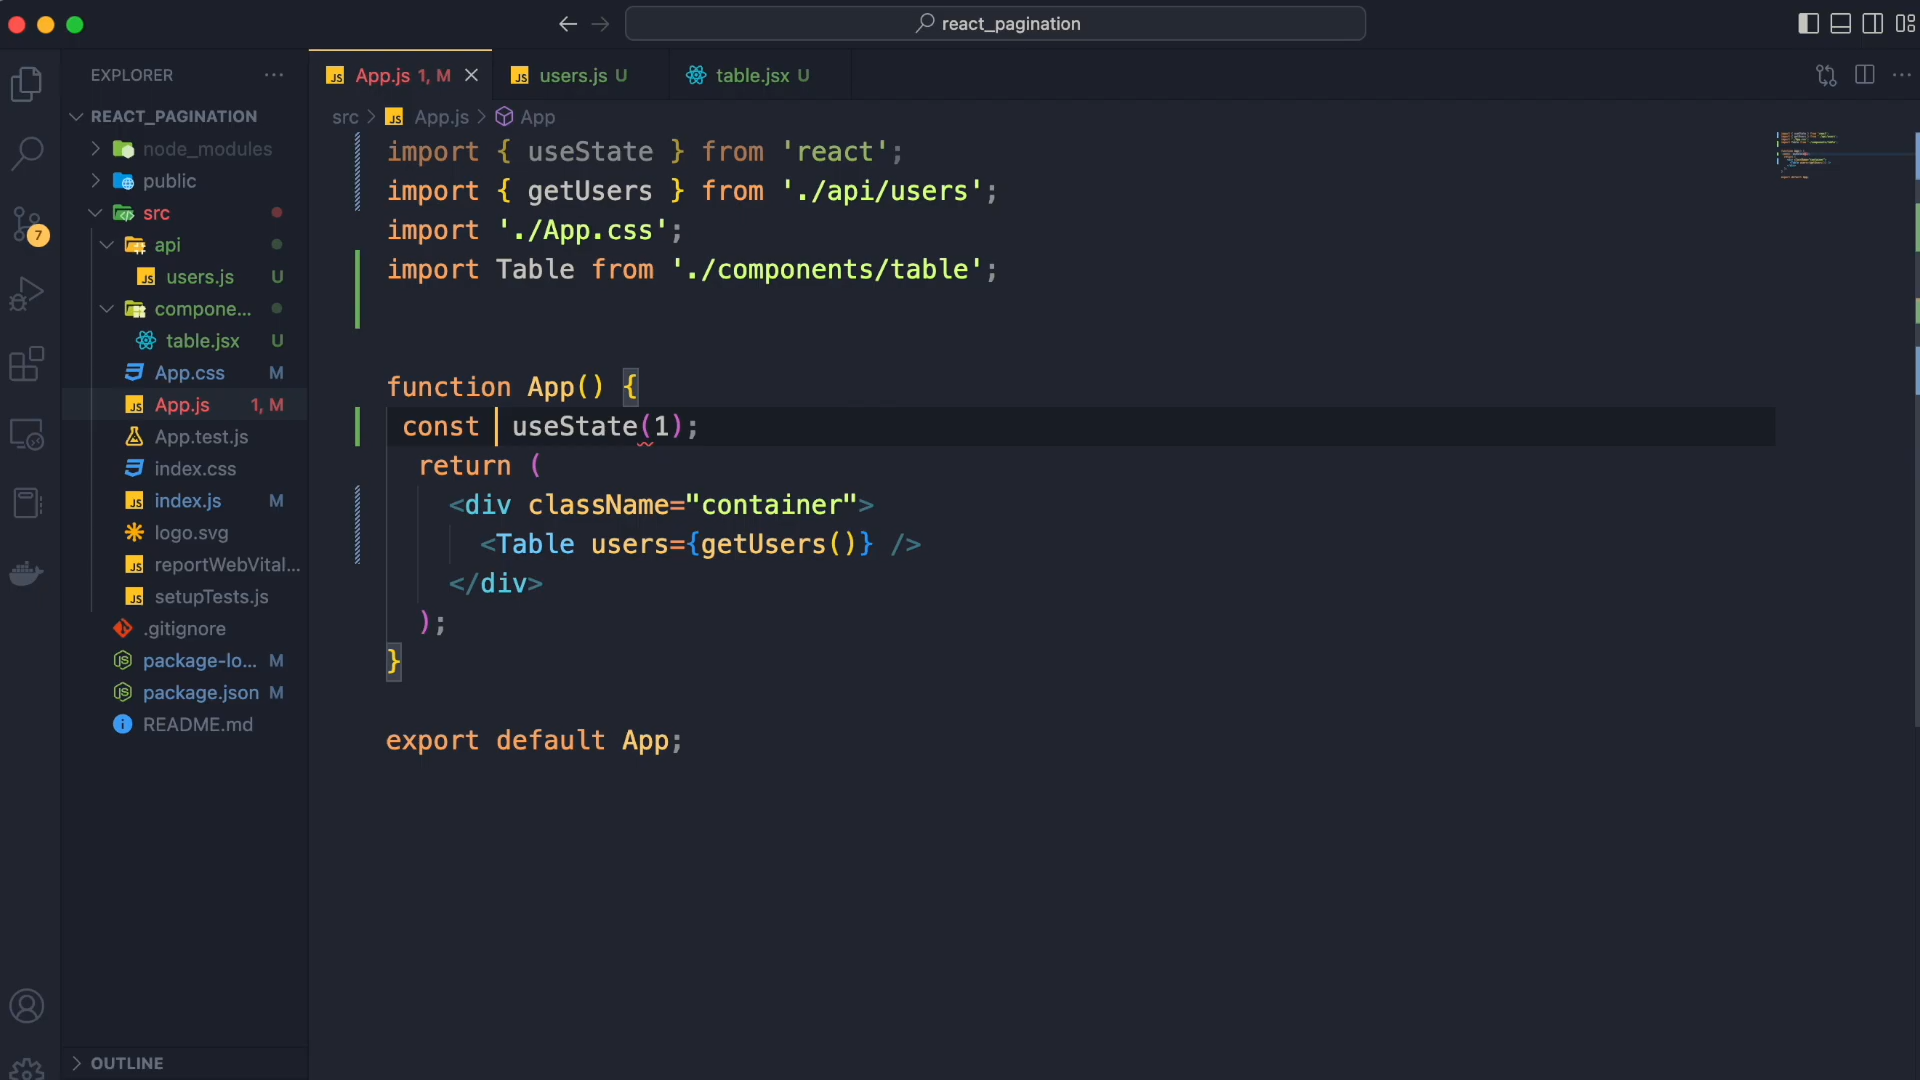 react_pagination
EXPLORER
REACT_PAGINATION
node_modules
public
src
api
users.js U
compone...
table.jsx U
App.css M
App.js 1, M
App.test.js
index.css
index.js M
logo.svg
reportWebVital...
setupTests.js
.gitignore
package-lo... M
package.json M
README.md
OUTLINE
7
App.js 1, M
users.js U
table.jsx U
src > App.js > App
import { useState } from 'react';
import { getUsers } from './api/users';
import './App.css';
import Table from './components/table';
function App() {
const useState(1);
return (
<div className="container">
<Table users={getUsers()} />
</div>
);
}
export default App;